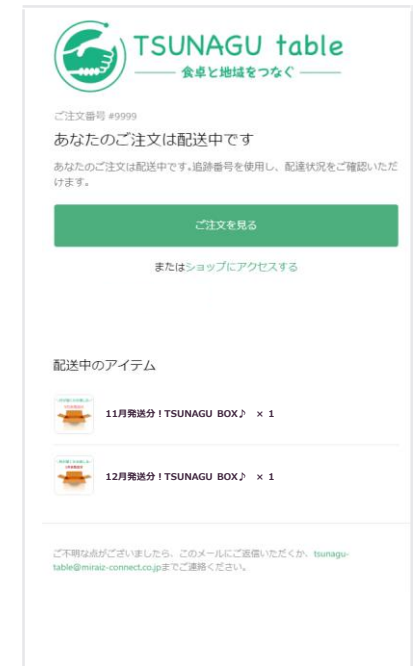 TSUNAGU table
食卓と地域をつなぐ
ご注文番号 #9999
あなたのご注文は配送中です
あなたのご注文は配送中です。追跡番号を使用し、配達状況をご確認いただ
けます。
ご注文を見る
またはショップにアクセスする
配送中のアイテム
11月発送分！TSUNAGU BOX♪ × 1
12月発送分！TSUNAGU BOX♪ × 1
ご不明な点がございましたら、このメールにご返信いただくか、tsunagu-
table@miraiz-connect.co.jpまでご連絡ください。